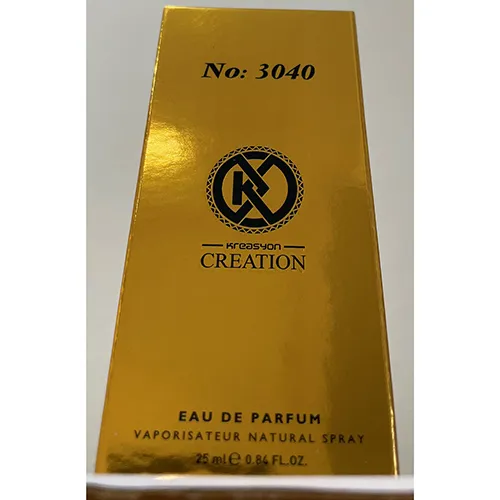 No: 3040
K
Kreasyon
CREATION
EAU DE PARFUM
VAPORISATEUR NATURAL SPRAY
25 ml ℮ 0.84 FL.OZ.